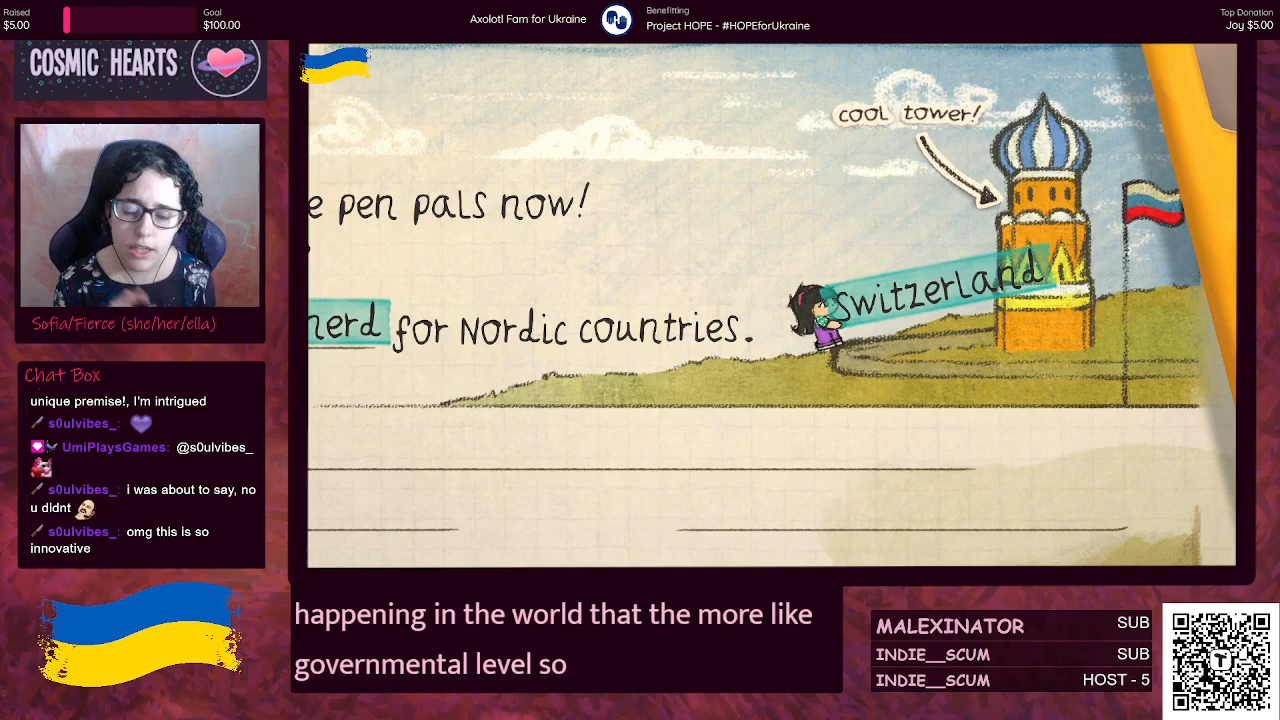 Raised
$5.00
Goal
$100.00
Axolotl Fam for Ukraine
Benefitting
Project HOPE - #HOPEforUkraine
Top Donation
Joy $5.00
COSMIC HEARTS
Sofia/Fierce (she/her/ella)
Chat Box
unique premise!, I'm intrigued
s0ulvibes_:
UmiPlaysGames: @s0ulvibes_
s0ulvibes_: i was about to say, no
u didnt
s0ulvibes_: omg this is so
innovative
cool tower!
e pen pals now!
Switzerland
nerd for Nordic countries.
happening in the world that the more like
governmental level so
MALEXINATOR SUB
INDIE__SCUM SUB
INDIE__SCUM HOST - 5
T